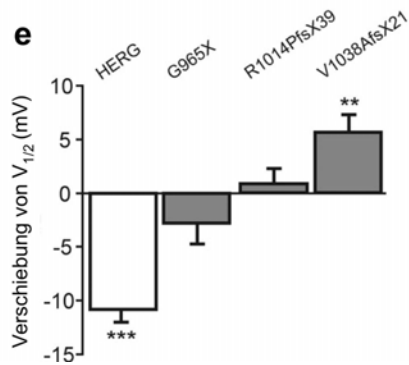 e
HERG
G965X
R1014PfsX39
V1038AfsX21
Verschiebung von V1/2 (mV)
10
5
0
-5
-10
-15
**
***